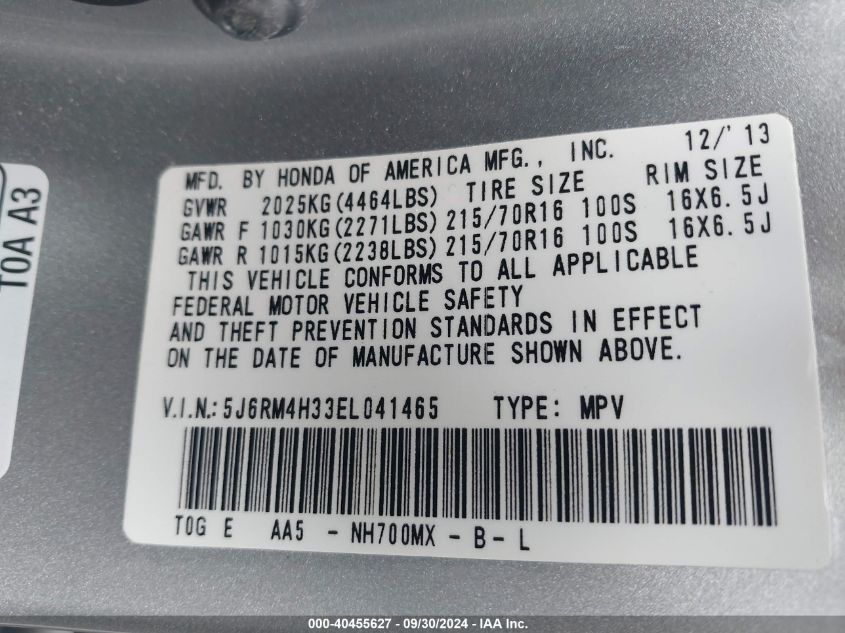 TOA A3
MFD. BY HONDA OF AMERICA MFG., INC. 12/'13
GVWR 2025KG(4464LBS) TIRE SIZE RIM SIZE
GAWR F 1030KG(2271LBS) 215/70R16 100S 16X6.5J
GAWR R 1015KG(2238LBS) 215/70R16 100S 16X6.5J
THIS VEHICLE CONFORMS TO ALL APPLICABLE
FEDERAL MOTOR VEHICLE SAFETY
AND THEFT PREVENTION STANDARDS IN EFFECT
ON THE DATE OF MANUFACTURE SHOWN ABOVE.
V.I.N.: 5J6RM4H33EL041465 TYPE: MPV
TOG E AA5 - NH700MX - B - L
000-40455627 - 09/30/2024 - IAA Inc.